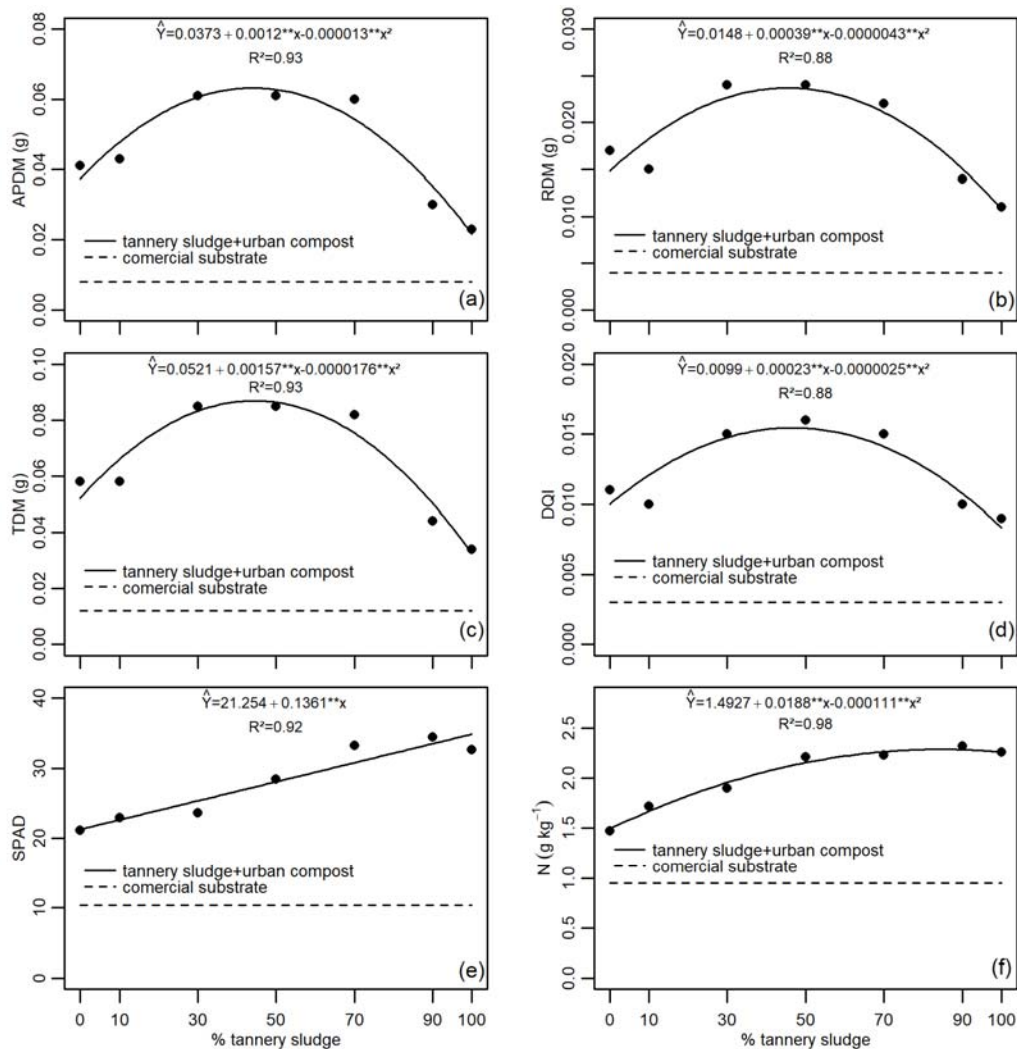 Ŷ=0.0373 + 0.0012**x-0.000013**x²
R²=0.93
APDM (g)
0.00 0.02 0.04 0.06 0.08
tannery sludge+urban compost
comercial substrate
(a)
Ŷ=0.0148 + 0.00039**x-0.0000043**x²
R²=0.88
RDM (g)
0.000 0.010 0.020 0.030
tannery sludge+urban compost
comercial substrate
(b)
Ŷ=0.0521 + 0.00157**x-0.0000176**x²
R²=0.93
TDM (g)
0.00 0.02 0.04 0.06 0.08 0.10
tannery sludge+urban compost
comercial substrate
(c)
Ŷ=0.0099 + 0.00023**x-0.0000025**x²
R²=0.88
DQI
0.000 0.005 0.010 0.015 0.020
tannery sludge+urban compost
comercial substrate
(d)
Ŷ=21.254 + 0.1361**x
R²=0.92
SPAD
0 10 20 30 40
tannery sludge+urban compost
comercial substrate
(e)
0 10 30 50 70 90 100
% tannery sludge
Ŷ=1.4927 + 0.0188**x-0.000111**x²
R²=0.98
N (g kg⁻¹)
0.0 0.5 1.0 1.5 2.0 2.5
tannery sludge+urban compost
comercial substrate
(f)
0 10 30 50 70 90 100
% tannery sludge